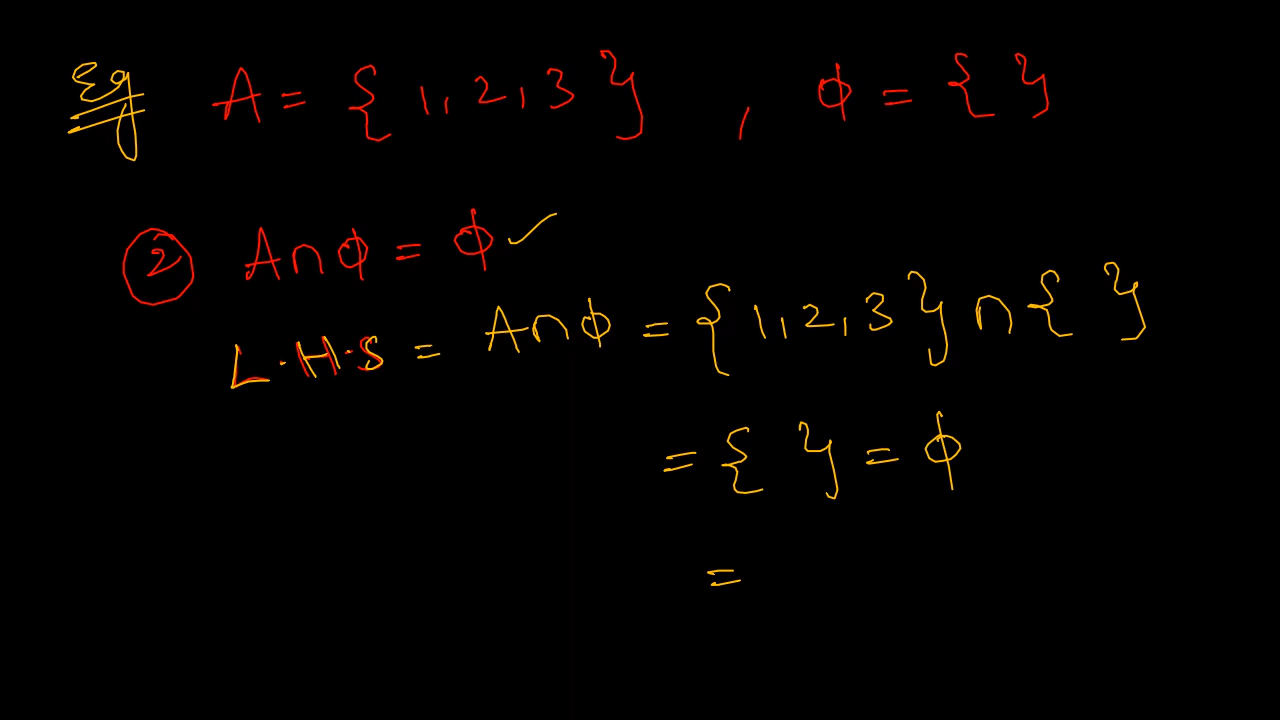 Eg A = { 1, 2, 3 } , ϕ = { }
② A ∩ ϕ = ϕ ✓
L.H.S = A ∩ ϕ = { 1, 2, 3 } ∩ { }
= { } = ϕ
=